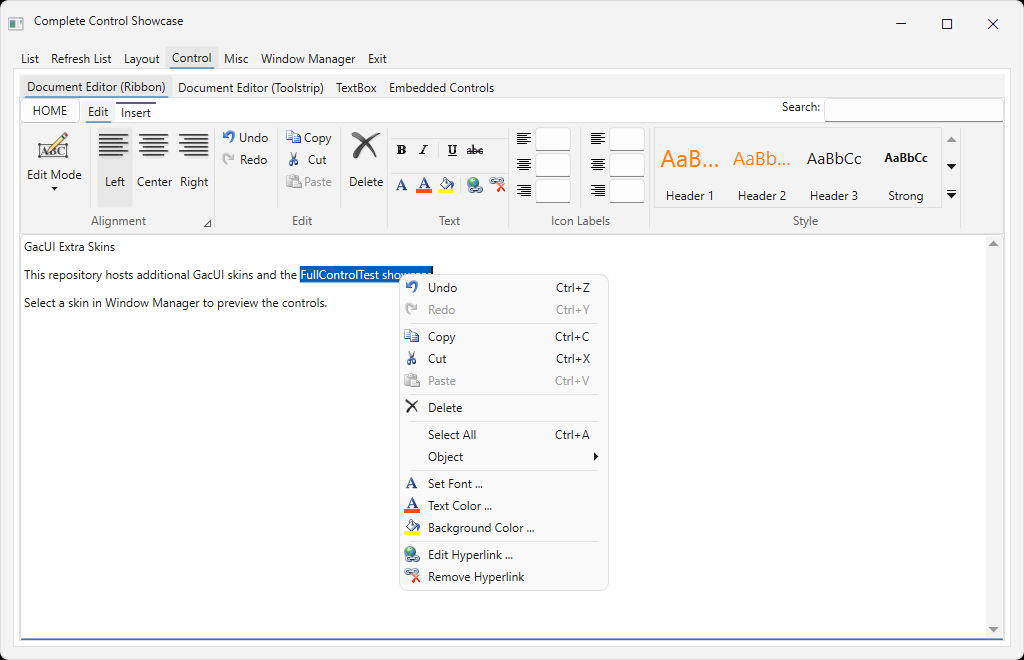 Complete Control Showcase
List Refresh List Layout Control Misc Window Manager Exit
Document Editor (Ribbon) Document Editor (Toolstrip) TextBox Embedded Controls
HOME Edit Insert Search:
ABC
Edit Mode
Left Center Right
Alignment
Undo
Redo
Copy
Cut
Paste
Edit
Delete
B I U abc
A A
Text
Icon Labels
AaB... AaBb... AaBbCc AaBbCc
Header 1 Header 2 Header 3 Strong
Style
GacUI Extra Skins
This repository hosts additional GacUI skins and the FullControlTest showcase
Select a skin in Window Manager to preview the controls.
Undo Ctrl+Z
Redo Ctrl+Y
Copy Ctrl+C
Cut Ctrl+X
Paste Ctrl+V
Delete
Select All Ctrl+A
Object
A Set Font ...
A Text Color ...
Background Color ...
Edit Hyperlink ...
Remove Hyperlink